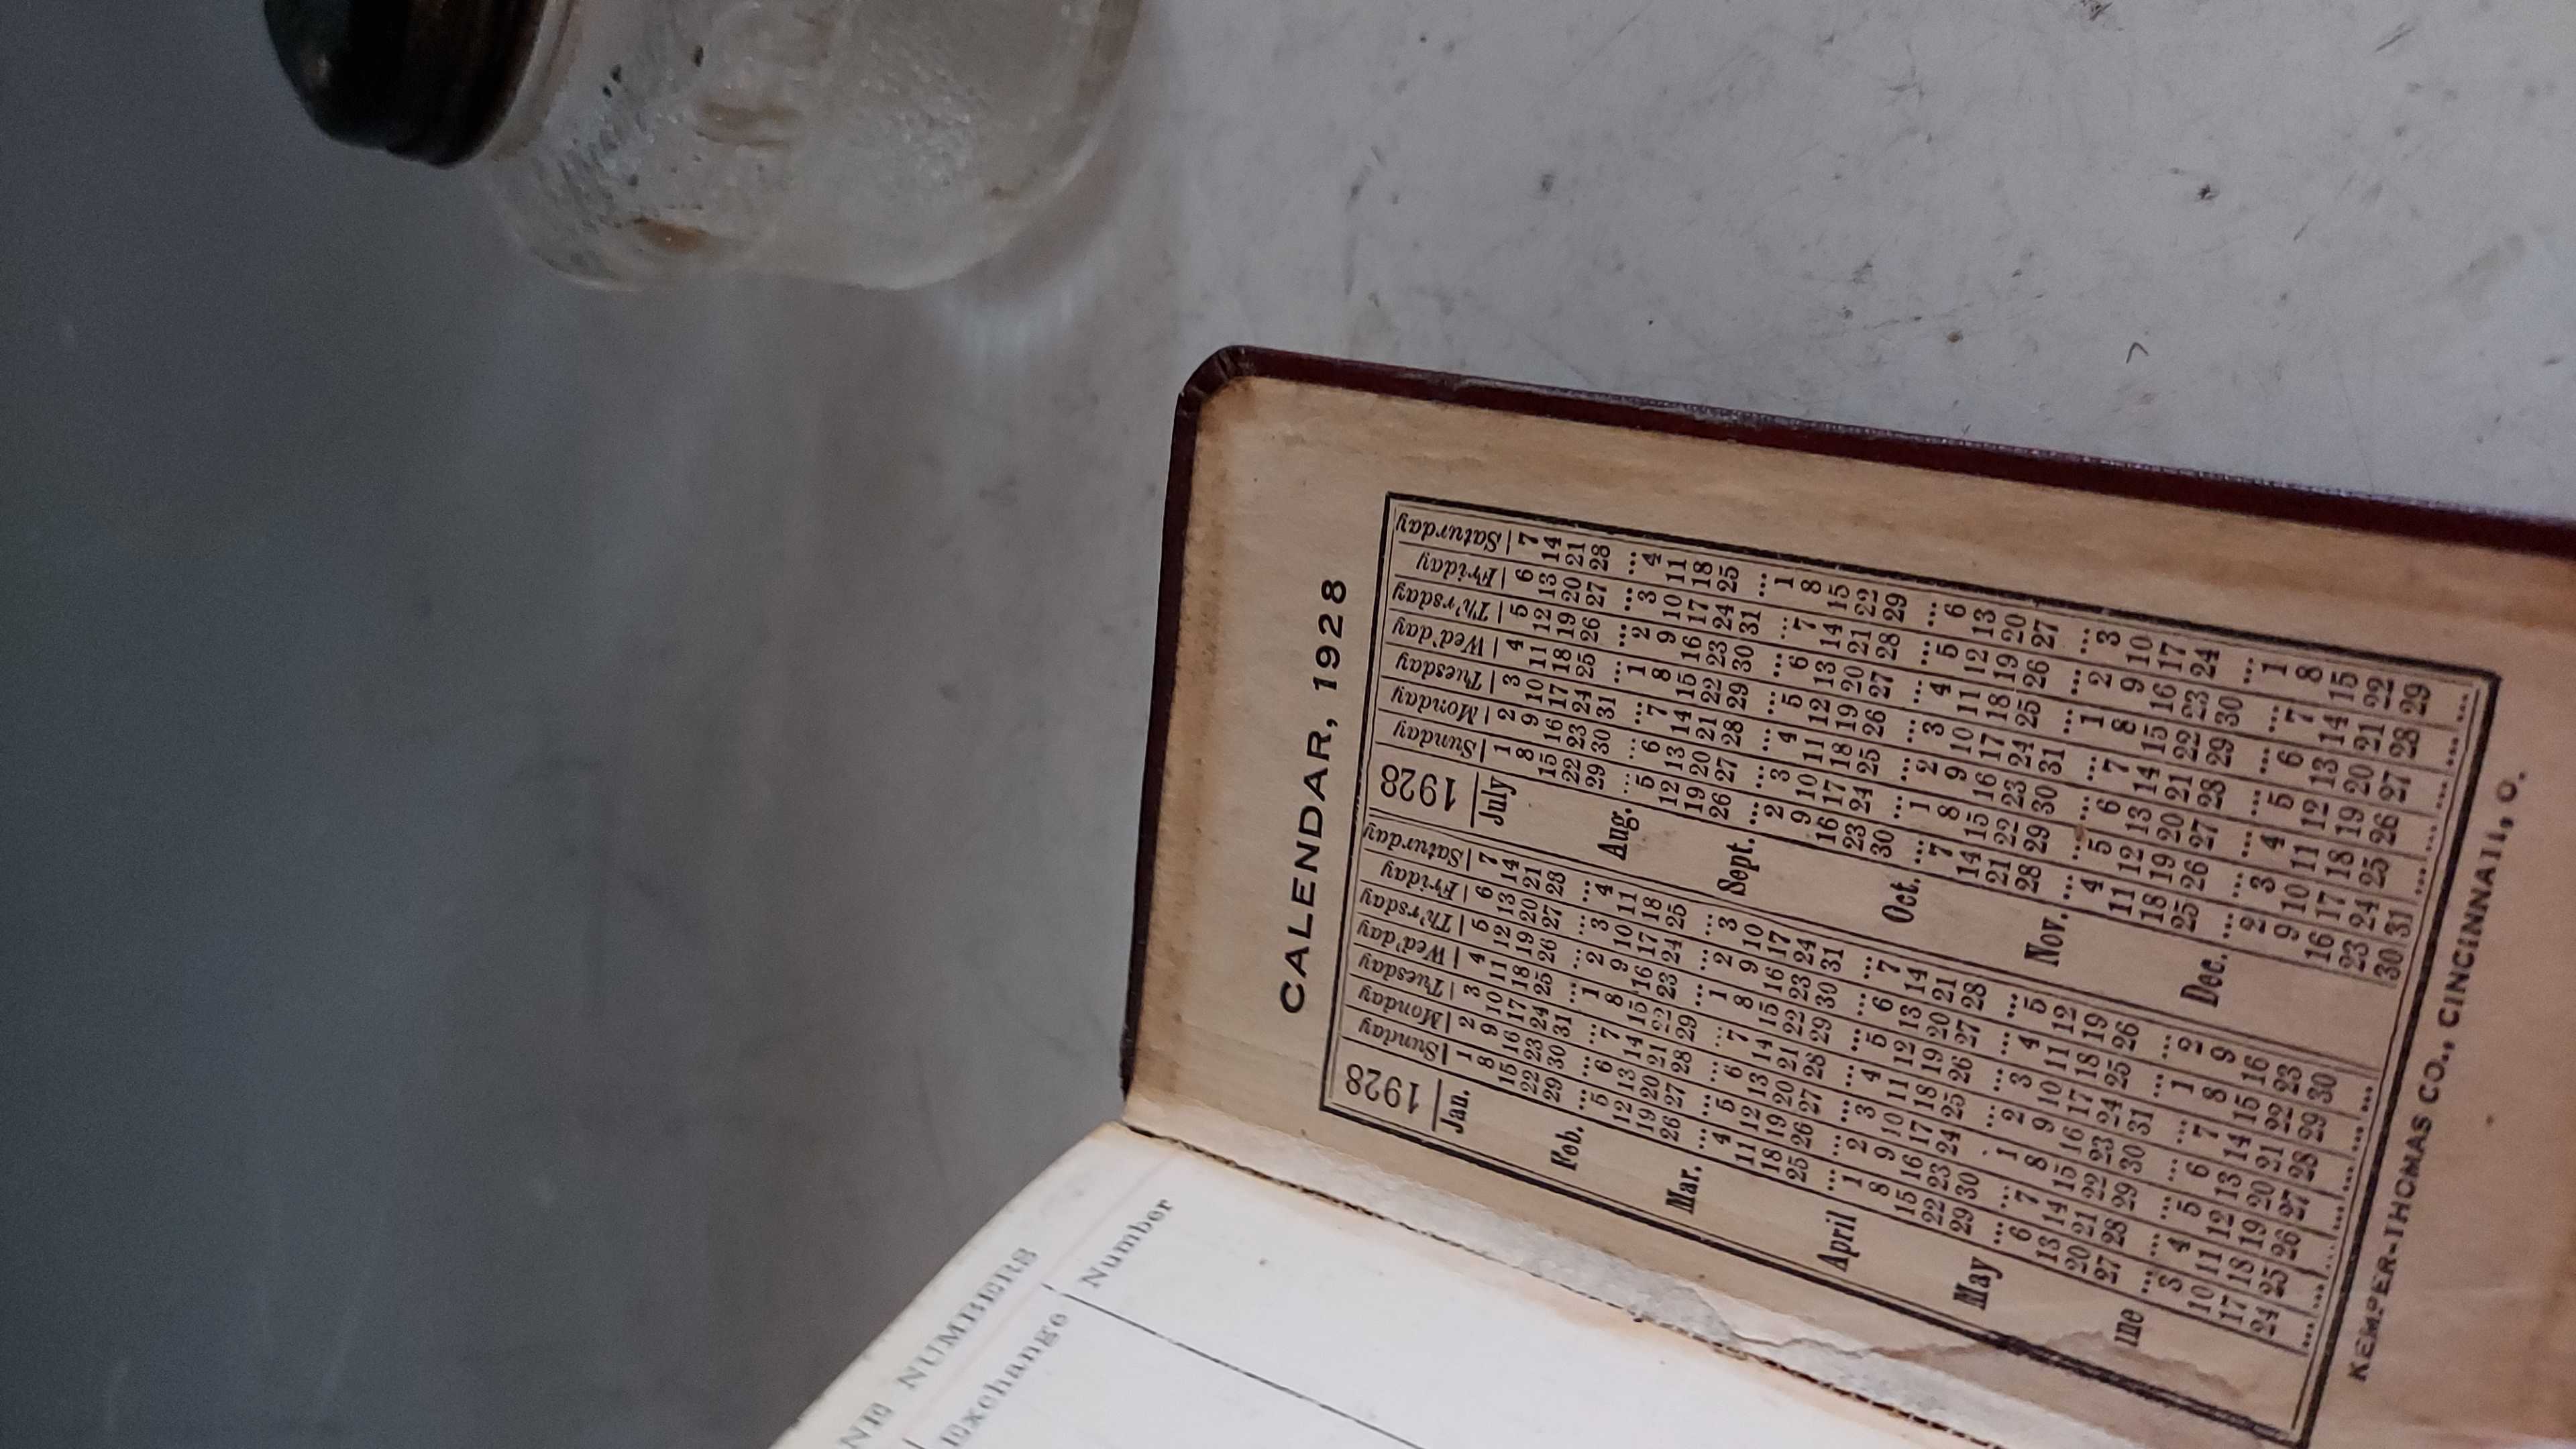 NE NUMBERS
Exchange Number
CALENDAR, 1928
1928 Sunday Monday Tuesday Wed'day Th'rsday Friday Saturday
Jan. 1 2 3 4 5 6 7
8 9 10 11 12 13 14
15 16 17 18 19 20 21
22 23 24 25 26 27 28
29 30 31 ... ... ... ...
Feb. ... ... ... 1 2 3 4
5 6 7 8 9 10 11
12 13 14 15 16 17 18
19 20 21 22 23 24 25
26 27 28 29 ... ... ...
Mar. ... ... ... ... 1 2 3
4 5 6 7 8 9 10
11 12 13 14 15 16 17
18 19 20 21 22 23 24
25 26 27 28 29 30 31
... ... ... ... ... ... ...
April 1 2 3 4 5 6 7
8 9 10 11 12 13 14
15 16 17 18 19 20 21
22 23 24 25 26 27 28
29 30 ... ... ... ... ...
May ... ... 1 2 3 4 5
6 7 8 9 10 11 12
13 14 15 16 17 18 19
20 21 22 23 24 25 26
27 28 29 30 31 ... ...
ne ... ... ... ... ... 1 2
3 4 5 6 7 8 9
10 11 12 13 14 15 16
17 18 19 20 21 22 23
24 25 26 27 28 29 30
... ... ... ... ... ... ...
1928 Sunday Monday Tuesday Wed'day Th'rsday Friday Saturday
July 1 2 3 4 5 6 7
8 9 10 11 12 13 14
15 16 17 18 19 20 21
22 23 24 25 26 27 28
29 30 31 ... ... ... ...
Aug. ... ... ... 1 2 3 4
5 6 7 8 9 10 11
12 13 14 15 16 17 18
19 20 21 22 23 24 25
26 27 28 29 30 31 ...
Sept. ... ... ... ... ... ... 1
2 3 4 5 6 7 8
9 10 11 12 13 14 15
16 17 18 19 20 21 22
23 24 25 26 27 28 29
30 ... ... ... ... ... ...
Oct. ... 1 2 3 4 5 6
7 8 9 10 11 12 13
14 15 16 17 18 19 20
21 22 23 24 25 26 27
28 29 30 31 ... ... ...
Nov. ... ... ... ... 1 2 3
4 5 6 7 8 9 10
11 12 13 14 15 16 17
18 19 20 21 22 23 24
25 26 27 28 29 30 ...
Dec. ... ... ... ... ... ... 1
2 3 4 5 6 7 8
9 10 11 12 13 14 15
16 17 18 19 20 21 22
23 24 25 26 27 28 29
30 31 ... ... ... ... ...
KEMPER-THOMAS CO., CINCINNATI, O.